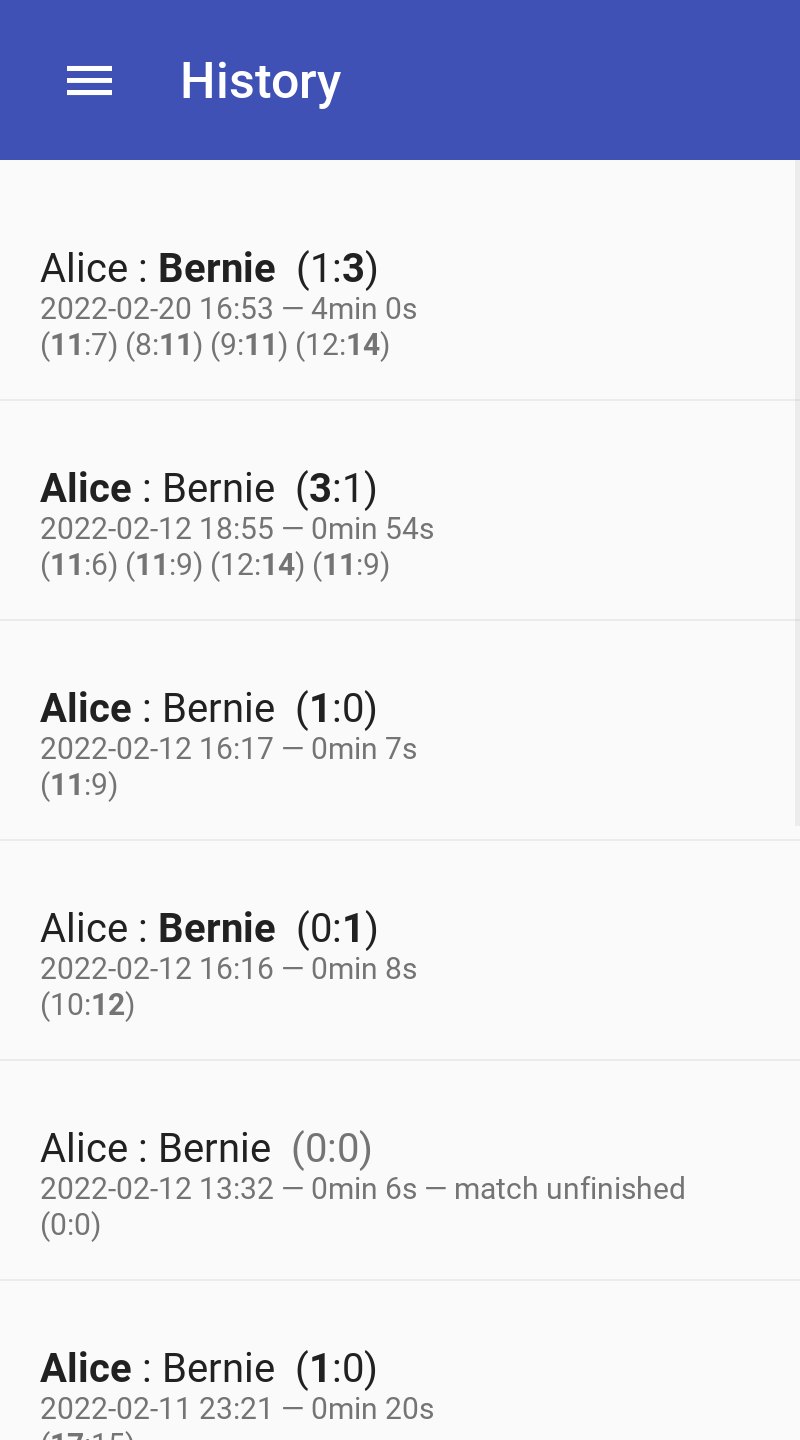 History
Alice : Bernie (1:3)
2022-02-20 16:53 — 4min 0s
(11:7) (8:11) (9:11) (12:14)
Alice : Bernie (3:1)
2022-02-12 18:55 — 0min 54s
(11:6) (11:9) (12:14) (11:9)
Alice : Bernie (1:0)
2022-02-12 16:17 — 0min 7s
(11:9)
Alice : Bernie (0:1)
2022-02-12 16:16 — 0min 8s
(10:12)
Alice : Bernie (0:0)
2022-02-12 13:32 — 0min 6s — match unfinished
(0:0)
Alice : Bernie (1:0)
2022-02-11 23:21 — 0min 20s